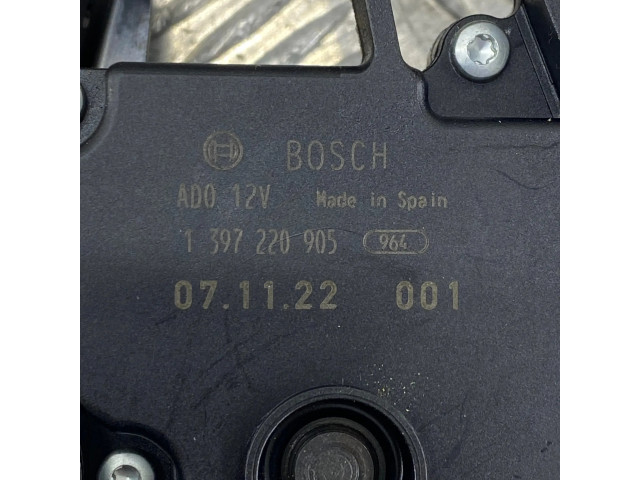 BOSCH
ADO 12V Made in Spain
1 397 220 905 964
07.11.22 001